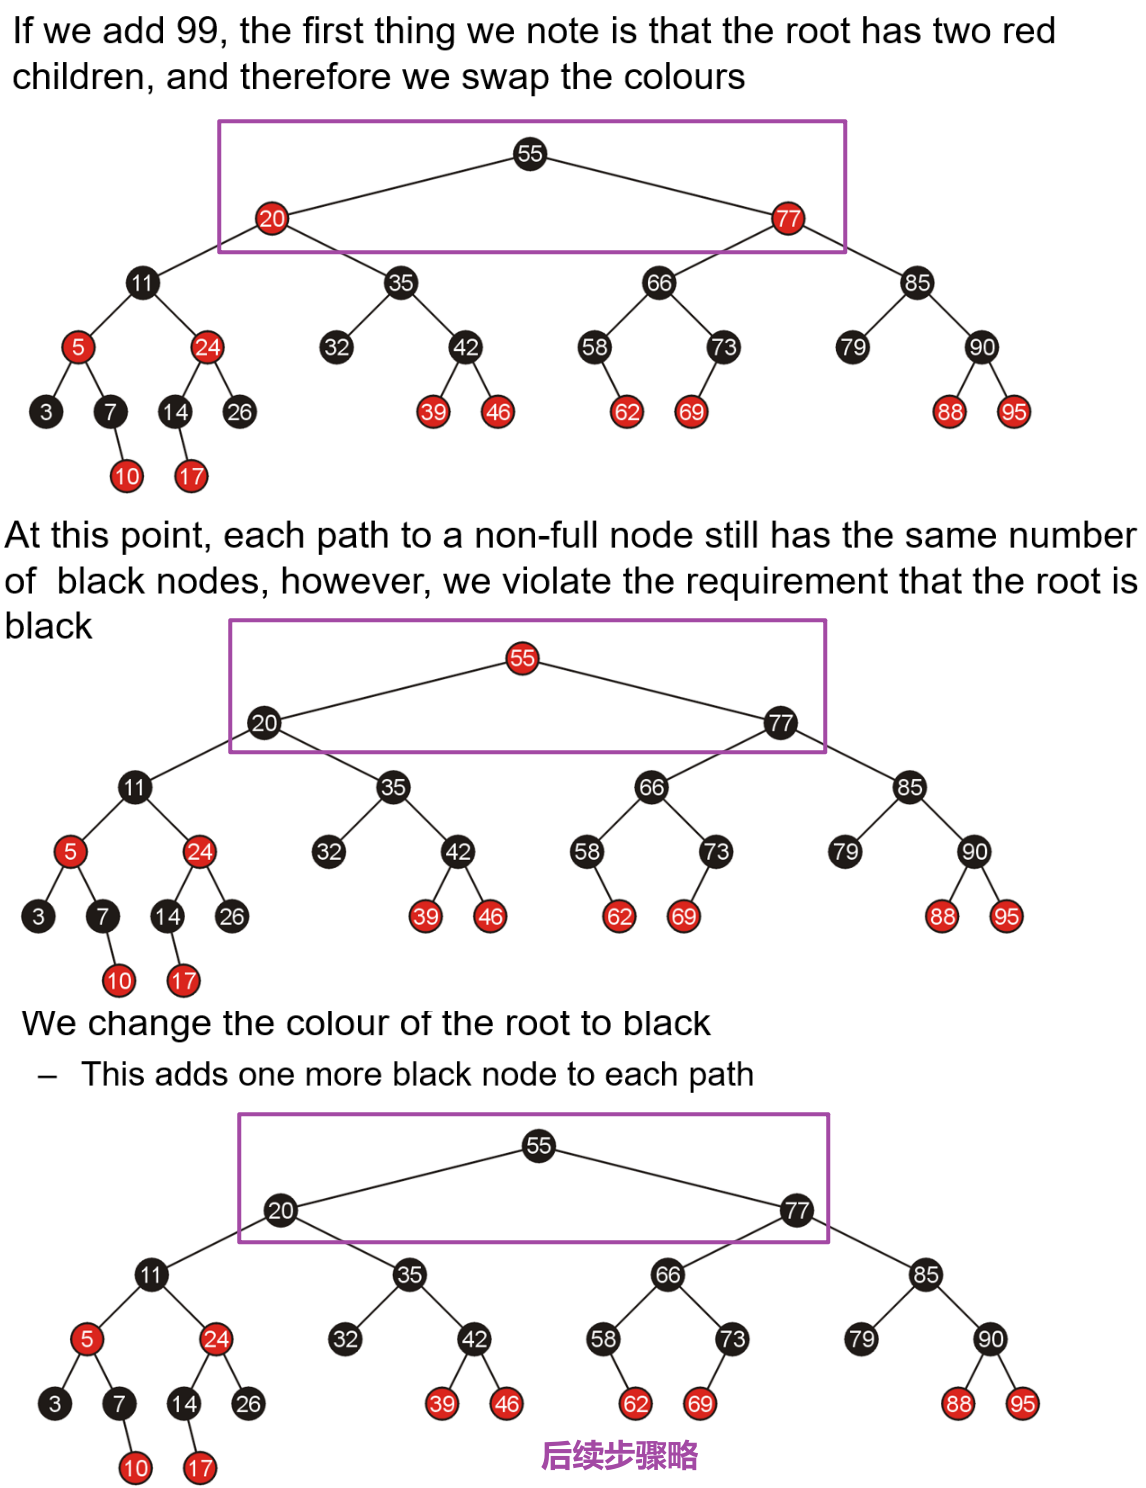 If we add 99, the first thing we note is that the root has two red
children, and therefore we swap the colours
55
20 77
11 35 66 85
5 24 32 42 58 73 79 90
3 7 14 26 39 46 62 69 88 95
10 17
At this point, each path to a non-full node still has the same number
of black nodes, however, we violate the requirement that the root is
black
55
20 77
11 35 66 85
5 24 32 42 58 73 79 90
3 7 14 26 39 46 62 69 88 95
10 17
We change the colour of the root to black
– This adds one more black node to each path
55
20 77
11 35 66 85
5 24 32 42 58 73 79 90
3 7 14 26 39 46 62 69 88 95
后续步骤略
10 17